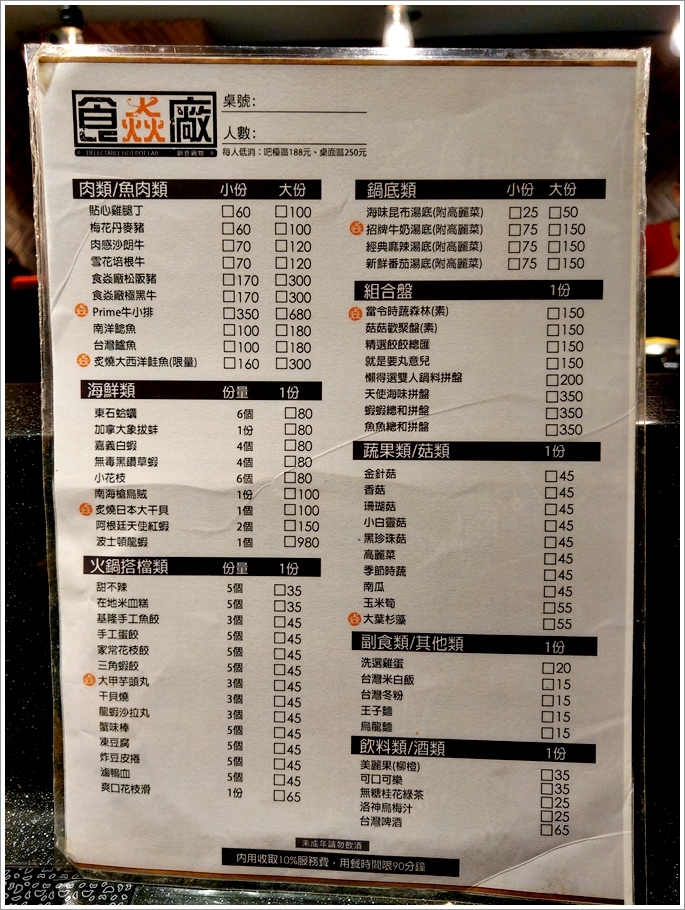 食焱廠
DELECTABLE HOT POT LAB 創意鍋物
桌號：
人數：
每人低消：吧檯區188元、桌面區250元
肉類/魚肉類 小份 大份
貼心雞腿丁 □60 □100
梅花丹麥豬 □60 □100
肉感沙朗牛 □70 □120
雪花培根牛 □70 □120
食焱廠松阪豬 □170 □300
食焱廠極黑牛 □170 □300
Prime牛小排 □350 □680
南洋鯰魚 □100 □180
台灣鱸魚 □100 □180
炙燒大西洋鮭魚(限量) □160 □300
海鮮類 份量 1份
東石蛤蠣 6個 □80
加拿大象拔蚌 1份 □80
嘉義白蝦 4個 □80
無毒黑鑽草蝦 4個 □80
小花枝 6個 □80
南海槍烏賊 1份 □100
炙燒日本大干貝 1個 □100
阿根廷天使紅蝦 2個 □150
波士頓龍蝦 1個 □980
火鍋搭檔類 份量 1份
甜不辣 5個 □35
在地米血糕 5個 □35
基隆手工魚餃 3個 □45
手工蛋餃 5個 □45
家常花枝餃 5個 □45
三角蝦餃 5個 □45
大甲芋頭丸 3個 □45
干貝燒 3個 □45
龍蝦沙拉丸 3個 □45
蟹味棒 5個 □45
凍豆腐 5個 □45
炸豆皮捲 5個 □45
滷鴨血 5個 □45
爽口花枝滑 1份 □65
鍋底類 小份 大份
海味昆布湯底(附高麗菜) □25 □50
招牌牛奶湯底(附高麗菜) □75 □150
經典麻辣湯底(附高麗菜) □75 □150
新鮮番茄湯底(附高麗菜) □75 □150
組合盤 1份
當令時蔬森林(素) □150
菇菇歡聚盤(素) □150
精選餃餃總匯 □150
就是要丸意兒 □150
懶得選雙人鍋料拼盤 □200
天使海味拼盤 □350
蝦蝦總和拼盤 □350
魚魚總和拼盤 □350
蔬果類/菇類 1份
金針菇 □45
香菇 □45
珊瑚菇 □45
小白靈菇 □45
黑珍珠菇 □45
高麗菜 □45
季節時蔬 □45
南瓜 □45
玉米筍 □55
大葉杉藻 □55
副食類/其他類 1份
洗選雞蛋 □20
台灣米白飯 □15
台灣冬粉 □15
王子麵 □15
烏龍麵 □15
飲料類/酒類 1份
美麗果(柳橙) □35
可口可樂 □35
無糖桂花綠茶 □25
洛神烏梅汁 □25
台灣啤酒 □65
未成年請勿飲酒
內用收取10%服務費，用餐時間限90分鐘